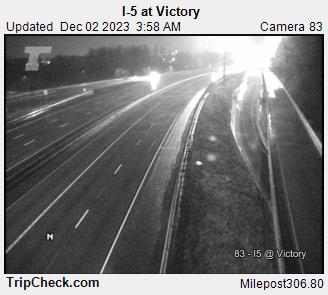 I-5 at Victory
Updated Dec 02 2023 3:58 AM Camera 83
T
N
83 - I5 @ Victory
TripCheck.com Milepost306.80